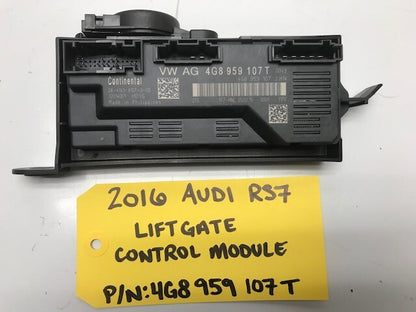 Continental
VW AG 4G8 959 107 T
Made in Philippines
2016 AUDI RS7
LIFTGATE
CONTROL MODULE
P/N: 4G8 959 107 T